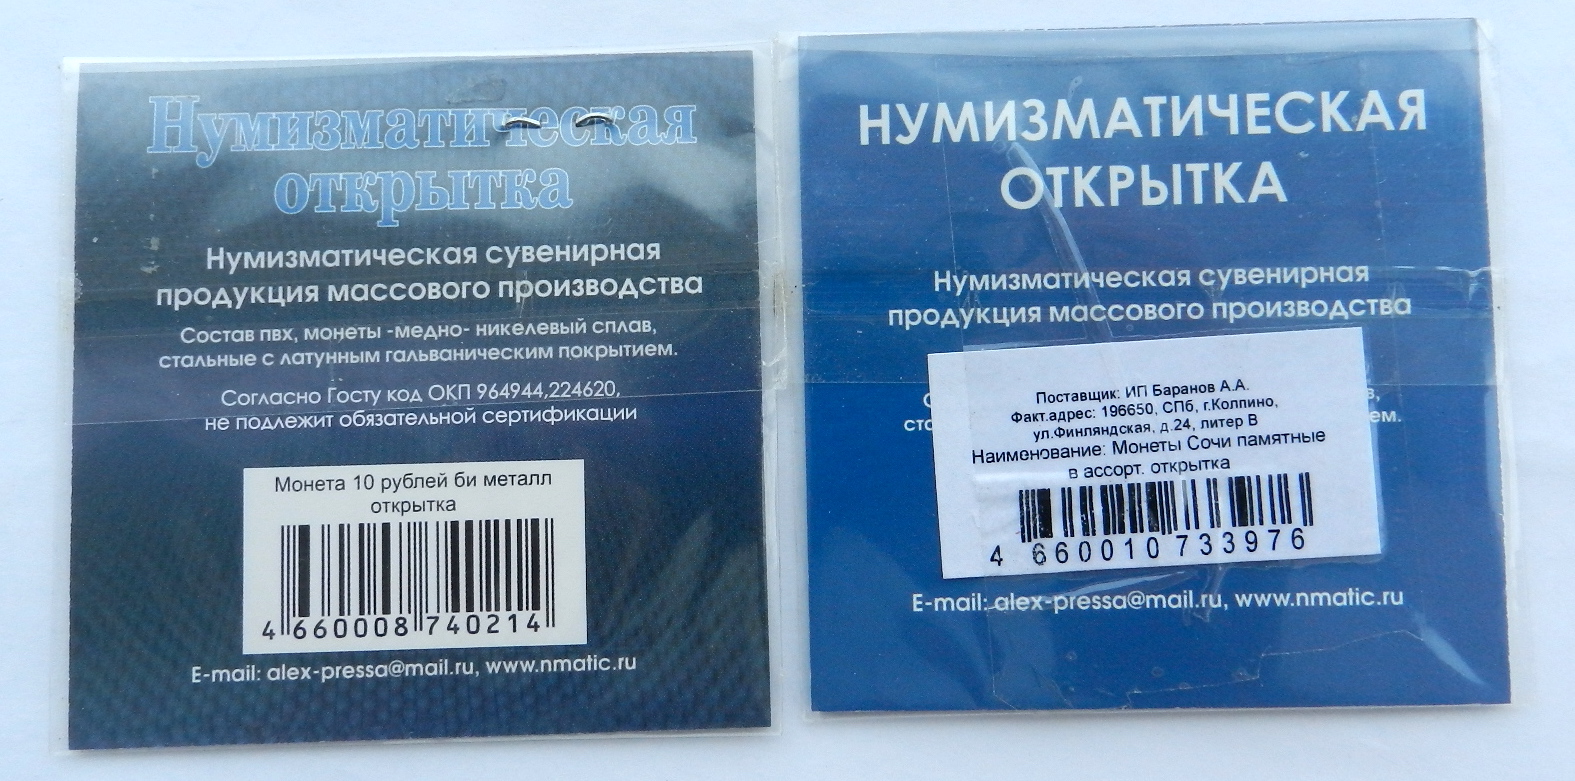 Нумизматическая
открытка
Нумизматическая сувенирная
продукция массового производства
Состав пвх, монеты -медно- никелевый сплав,
стальные с латунным гальваническим покрытием.
Согласно Госту код ОКП 964944,224620,
не подлежит обязательной сертификации
Монета 10 рублей би металл
открытка
4 660008 740214
E-mail: alex-pressa@mail.ru, www.nmatic.ru
НУМИЗМАТИЧЕСКАЯ
ОТКРЫТКА
Нумизматическая сувенирная
продукция массового производства
Поставщик: ИП Баранов А.А.
Факт.адрес: 196650, СПб, г.Колпино,
ул.Финляндская, д.24, литер В
Наименование: Монеты Сочи памятные
в ассорт. открытка
4 660010 733976
E-mail: alex-pressa@mail.ru, www.nmatic.ru